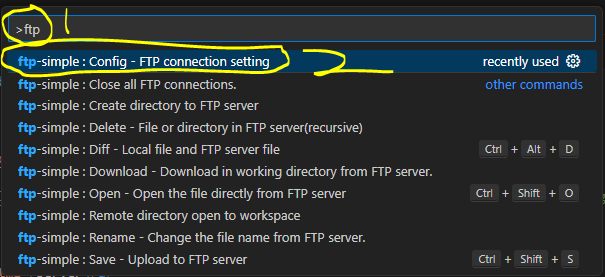 >ftp
ftp-simple : Config - FTP connection setting recently used
ftp-simple : Close all FTP connections. other commands
ftp-simple : Create directory to FTP server
ftp-simple : Delete - File or directory in FTP server(recursive)
ftp-simple : Diff - Local file and FTP server file Ctrl + Alt + D
ftp-simple : Download - Download in working directory from FTP server.
ftp-simple : Open - Open the file directly from FTP server Ctrl + Shift + O
ftp-simple : Remote directory open to workspace
ftp-simple : Rename - Change the file name from FTP server.
ftp-simple : Save - Upload to FTP server Ctrl + Shift + S